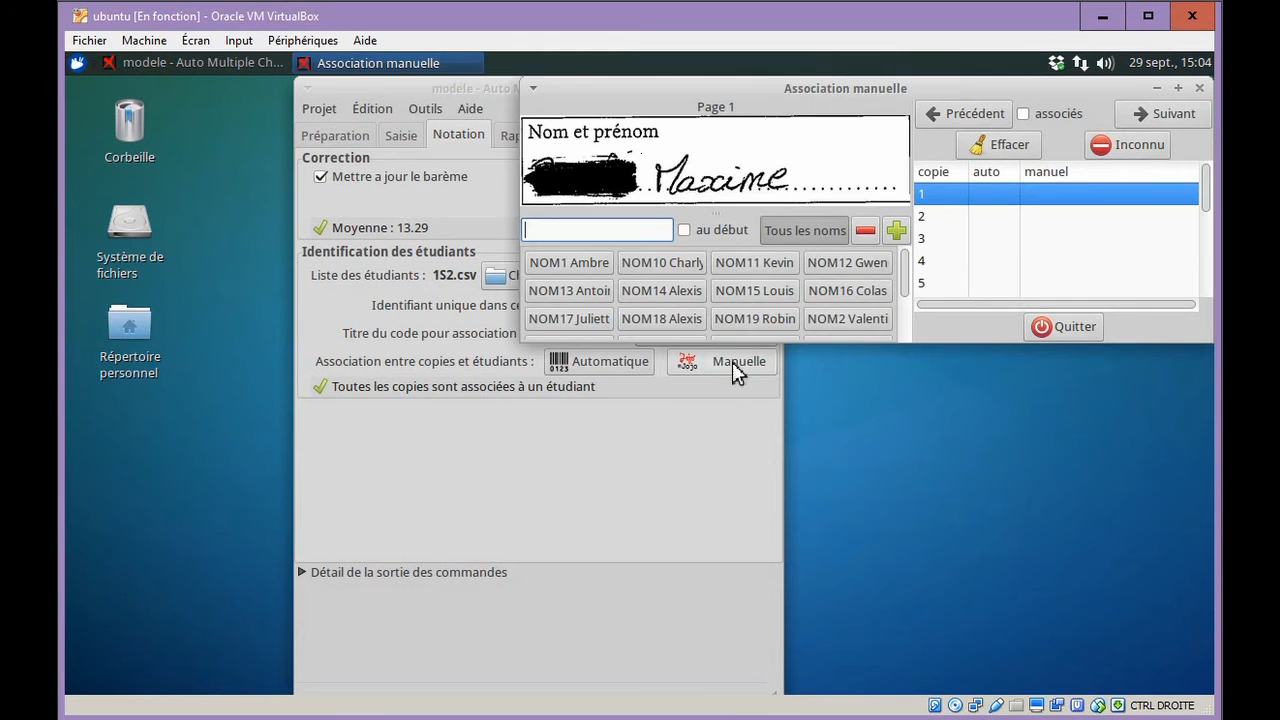 ubuntu [En fonction] - Oracle VM VirtualBox
Fichier Machine Écran Input Périphériques Aide
modele - Auto Multiple Ch... Association manuelle 29 sept., 15:04
Corbeille
Système de
fichiers
Répertoire
personnel
modele - Auto M
Projet Édition Outils Aide
Préparation Saisie Notation Rap
Correction
Mettre a jour le barème
Moyenne : 13.29
Identification des étudiants
Liste des étudiants : 1S2.csv Ch
Identifiant unique dans ce
Titre du code pour association
Association entre copies et étudiants : 0123 Automatique Manuelle
Toutes les copies sont associées à un étudiant
Détail de la sortie des commandes
Association manuelle
Page 1
Nom et prénom
Maxime
au début Tous les noms
NOM1 Ambre NOM10 Charly NOM11 Kevin NOM12 Gwen
NOM13 Antoi NOM14 Alexis NOM15 Louis NOM16 Colas
NOM17 Juliett NOM18 Alexis NOM19 Robin NOM2 Valenti
Précédent associés Suivant
Effacer Inconnu
copie auto manuel
1
2
3
4
5
Quitter
CTRL DROITE